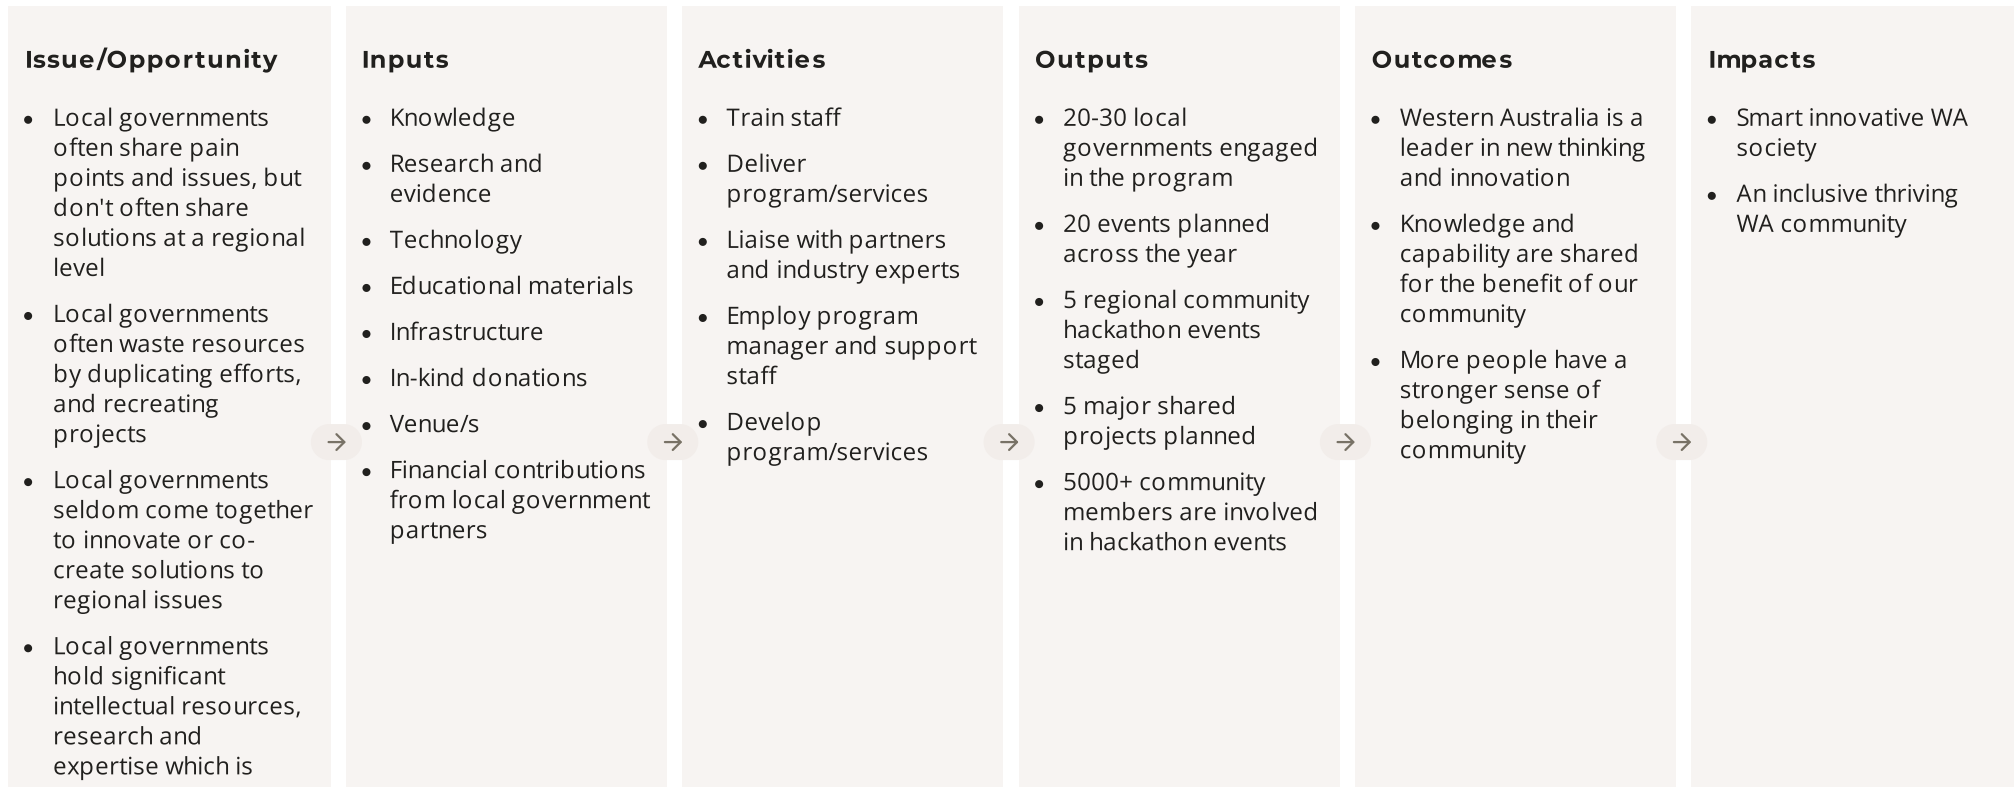 Issue/Opportunity
• Local governments
often share pain
points and issues, but
don't often share
solutions at a regional
level
• Local governments
often waste resources
by duplicating efforts,
and recreating
projects
• Local governments
seldom come together
to innovate or co-
create solutions to
regional issues
• Local governments
hold significant
intellectual resources,
research and
expertise which is
→
Inputs
• Knowledge
• Research and
evidence
• Technology
• Educational materials
• Infrastructure
• In-kind donations
• Venue/s
• Financial contributions
from local government
partners
→
Activities
• Train staff
• Deliver
program/services
• Liaise with partners
and industry experts
• Employ program
manager and support
staff
• Develop
program/services
→
Outputs
• 20-30 local
governments engaged
in the program
• 20 events planned
across the year
• 5 regional community
hackathon events
staged
• 5 major shared
projects planned
• 5000+ community
members are involved
in hackathon events
→
Outcomes
• Western Australia is a
leader in new thinking
and innovation
• Knowledge and
capability are shared
for the benefit of our
community
• More people have a
stronger sense of
belonging in their
community
→
Impacts
• Smart innovative WA
society
• An inclusive thriving
WA community